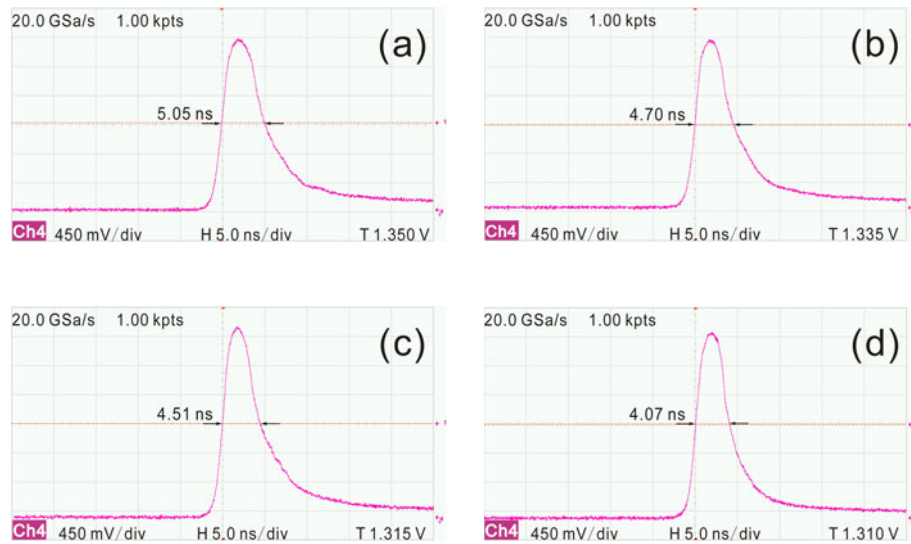 20.0 GSa/s 1.00 kpts (a)
5.05 ns
Ch4 450 mV/div H 5.0 ns/div T 1.350 V
20.0 GSa/s 1.00 kpts (b)
4.70 ns
Ch4 450 mV/div H 5.0 ns/div T 1.335 V
20.0 GSa/s 1.00 kpts (c)
4.51 ns
Ch4 450 mV/div H 5.0 ns/div T 1.315 V
20.0 GSa/s 1.00 kpts (d)
4.07 ns
Ch4 450 mV/div H 5.0 ns/div T 1.310 V